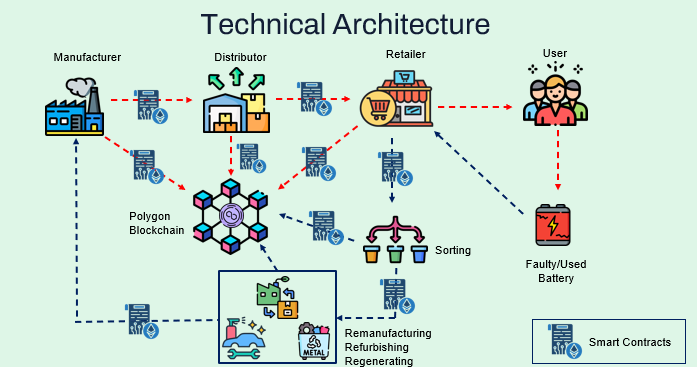 Technical Architecture
Manufacturer
Distributor
Retailer
User
Polygon
Blockchain
Sorting
Faulty/Used
Battery
METAL
Remanufacturing
Refurbishing
Regenerating
Smart Contracts